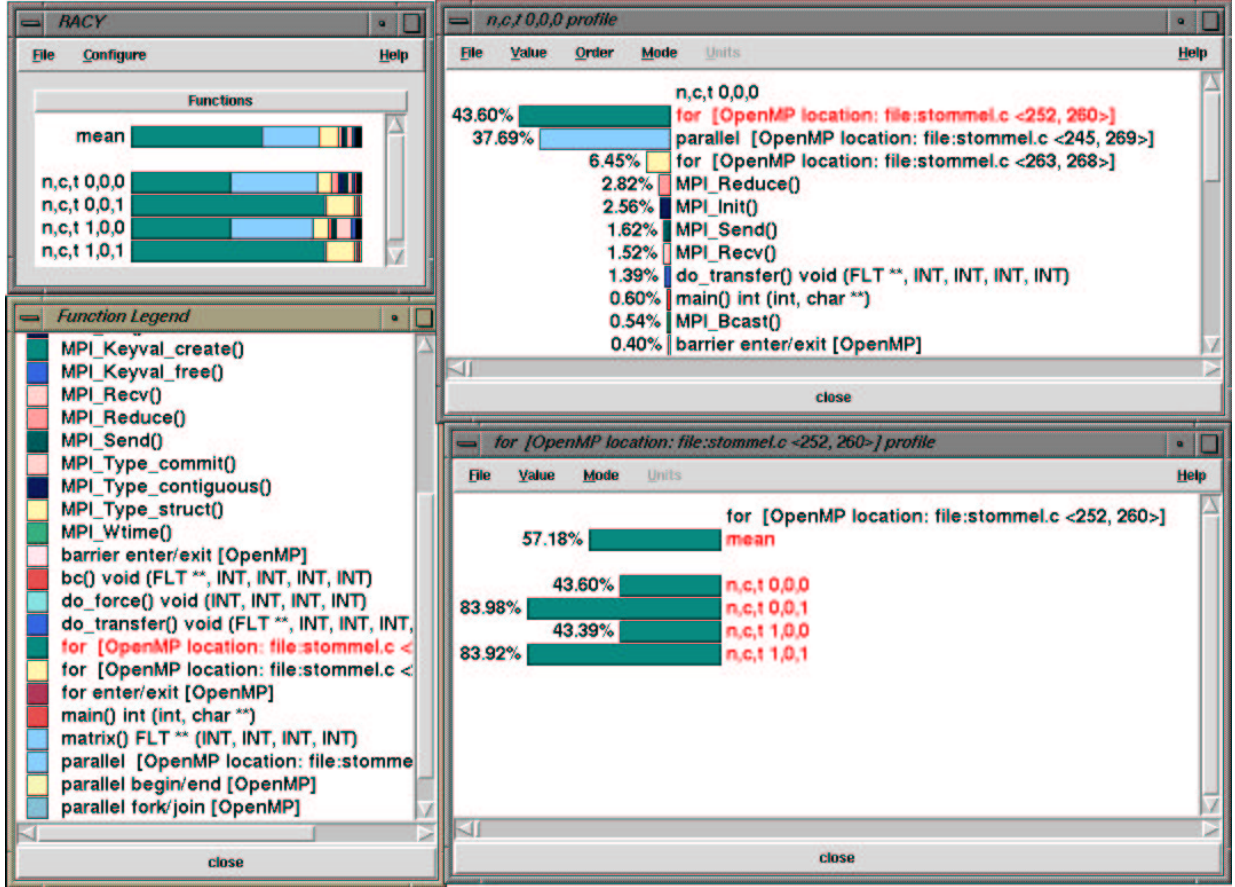 RACY
File Configure Help
Functions
mean
n,c,t 0,0,0
n,c,t 0,0,1
n,c,t 1,0,0
n,c,t 1,0,1
n,c,t 0,0,0 profile
File Value Order Mode Units Help
n,c,t 0,0,0
43.60% for [OpenMP location: file:stommel.c <252, 260>]
37.69% parallel [OpenMP location: file:stommel.c <245, 269>]
6.45% for [OpenMP location: file:stommel.c <263, 268>]
2.82% MPI_Reduce()
2.56% MPI_Init()
1.62% MPI_Send()
1.52% MPI_Recv()
1.39% do_transfer() void (FLT **, INT, INT, INT, INT)
0.60% main() int (int, char **)
0.54% MPI_Bcast()
0.40% barrier enter/exit [OpenMP]
close
Function Legend
MPI_Keyval_create()
MPI_Keyval_free()
MPI_Recv()
MPI_Reduce()
MPI_Send()
MPI_Type_commit()
MPI_Type_contiguous()
MPI_Type_struct()
MPI_Wtime()
barrier enter/exit [OpenMP]
bc() void (FLT **, INT, INT, INT, INT)
do_force() void (INT, INT, INT, INT)
do_transfer() void (FLT **, INT, INT, INT,
for [OpenMP location: file:stommel.c <
for [OpenMP location: file:stommel.c <
for enter/exit [OpenMP]
main() int (int, char **)
matrix() FLT ** (INT, INT, INT, INT)
parallel [OpenMP location: file:stomme
parallel begin/end [OpenMP]
parallel fork/join [OpenMP]
close
for [OpenMP location: file:stommel.c <252, 260>] profile
File Value Mode Units Help
for [OpenMP location: file:stommel.c <252, 260>]
57.18% mean
43.60% n,c,t 0,0,0
83.98% n,c,t 0,0,1
43.39% n,c,t 1,0,0
83.92% n,c,t 1,0,1
close